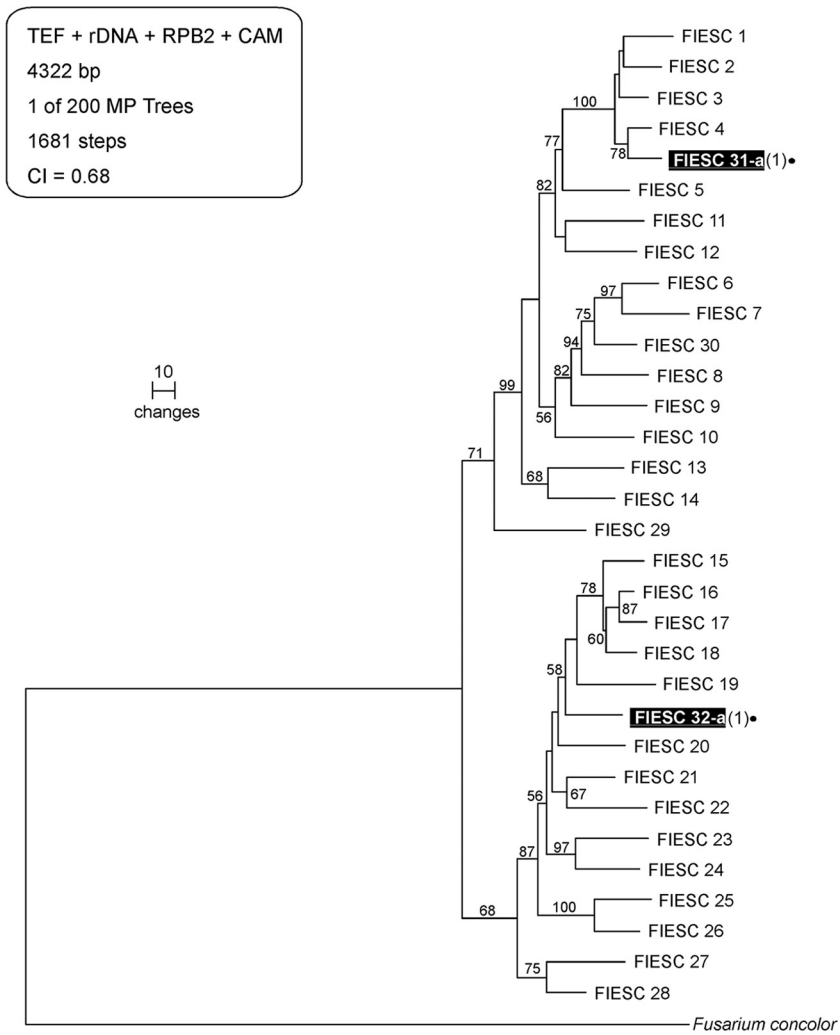 TEF + rDNA + RPB2 + CAM
4322 bp
1 of 200 MP Trees
1681 steps
CI = 0.68
FIESC 1
FIESC 2
FIESC 3
100
FIESC 4
77
78
FIESC 31-a(1)•
82
FIESC 5
FIESC 11
FIESC 12
97
FIESC 6
75
FIESC 7
94
FIESC 30
10
changes
82
FIESC 8
99
56
FIESC 9
FIESC 10
71
68
FIESC 13
FIESC 14
FIESC 29
FIESC 15
78
FIESC 16
87
FIESC 17
60
FIESC 18
58
FIESC 19
FIESC 32-a(1)•
FIESC 20
FIESC 21
67
56
FIESC 22
FIESC 23
87
97
FIESC 24
FIESC 25
68
100
FIESC 26
75
FIESC 27
FIESC 28
Fusarium concolor